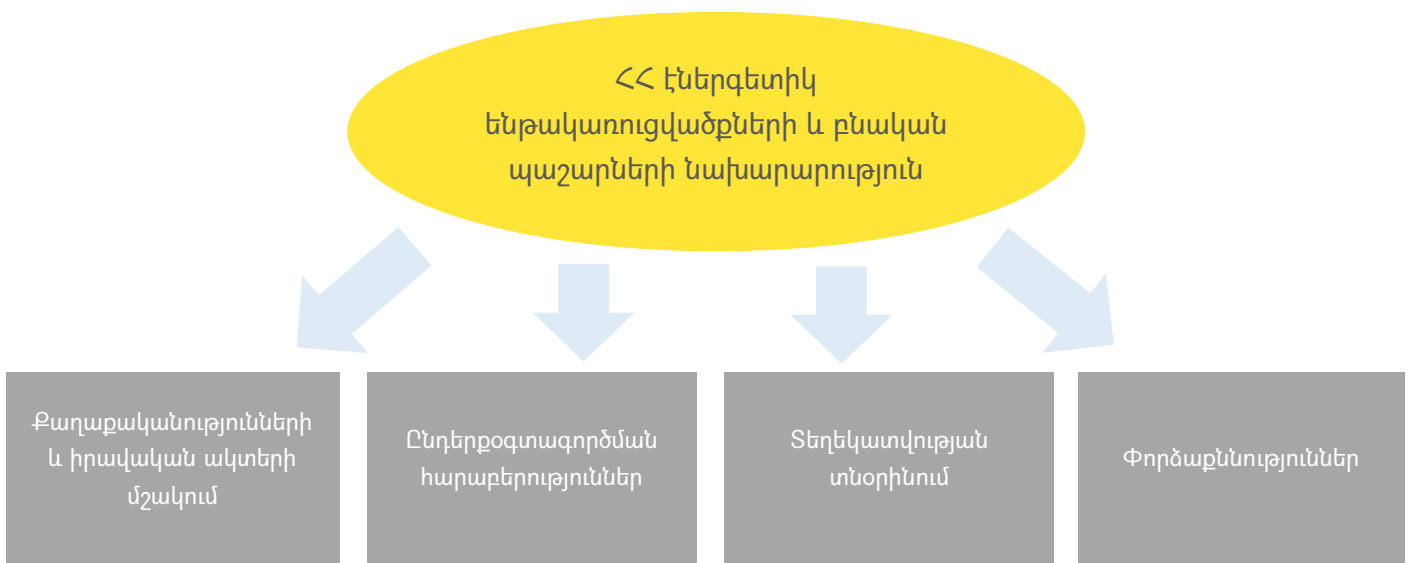 ՀՀ էներգետիկ
ենթակառուցվածքների և բնական
պաշարների նախարարություն
Քաղաքականությունների
և իրավական ակտերի
մշակում
Ընդերքօգտագործման
հարաբերություններ
Տեղեկատվության
տնօրինում
Փորձաքննություններ